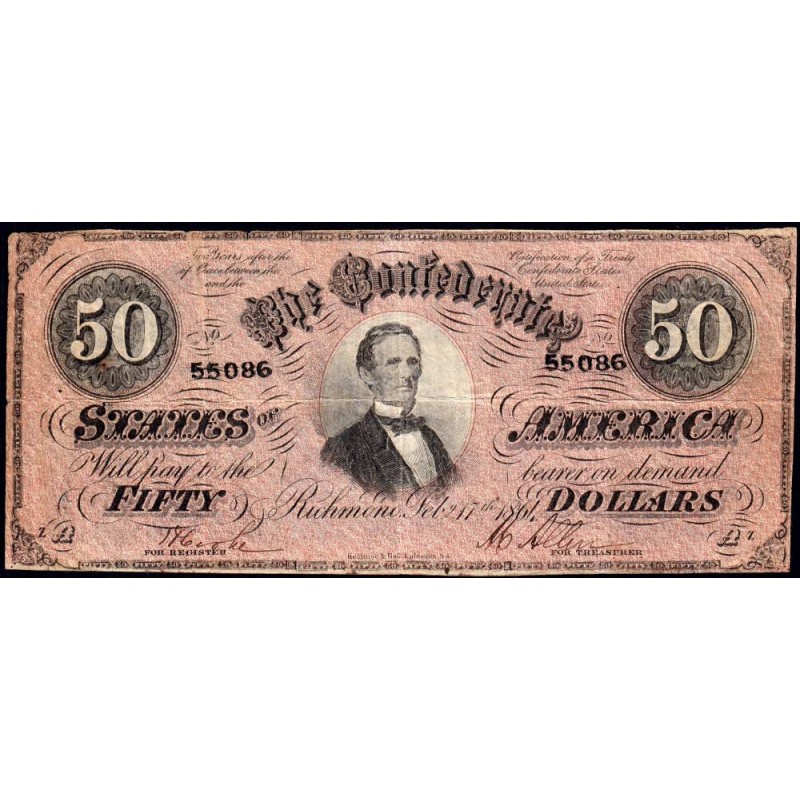 Two Years after the
of Peace between the
and the
Ratification of a Treaty
Confederate States
United States
The Confederate
50
50
No
55086
No
55086
STATES OF
AMERICA
Will pay to the
bearer on demand
FIFTY
DOLLARS
Richmond, Feb. 17th 1864
Z
Z
M Allen
FOR REGISTER
FOR TREASURER